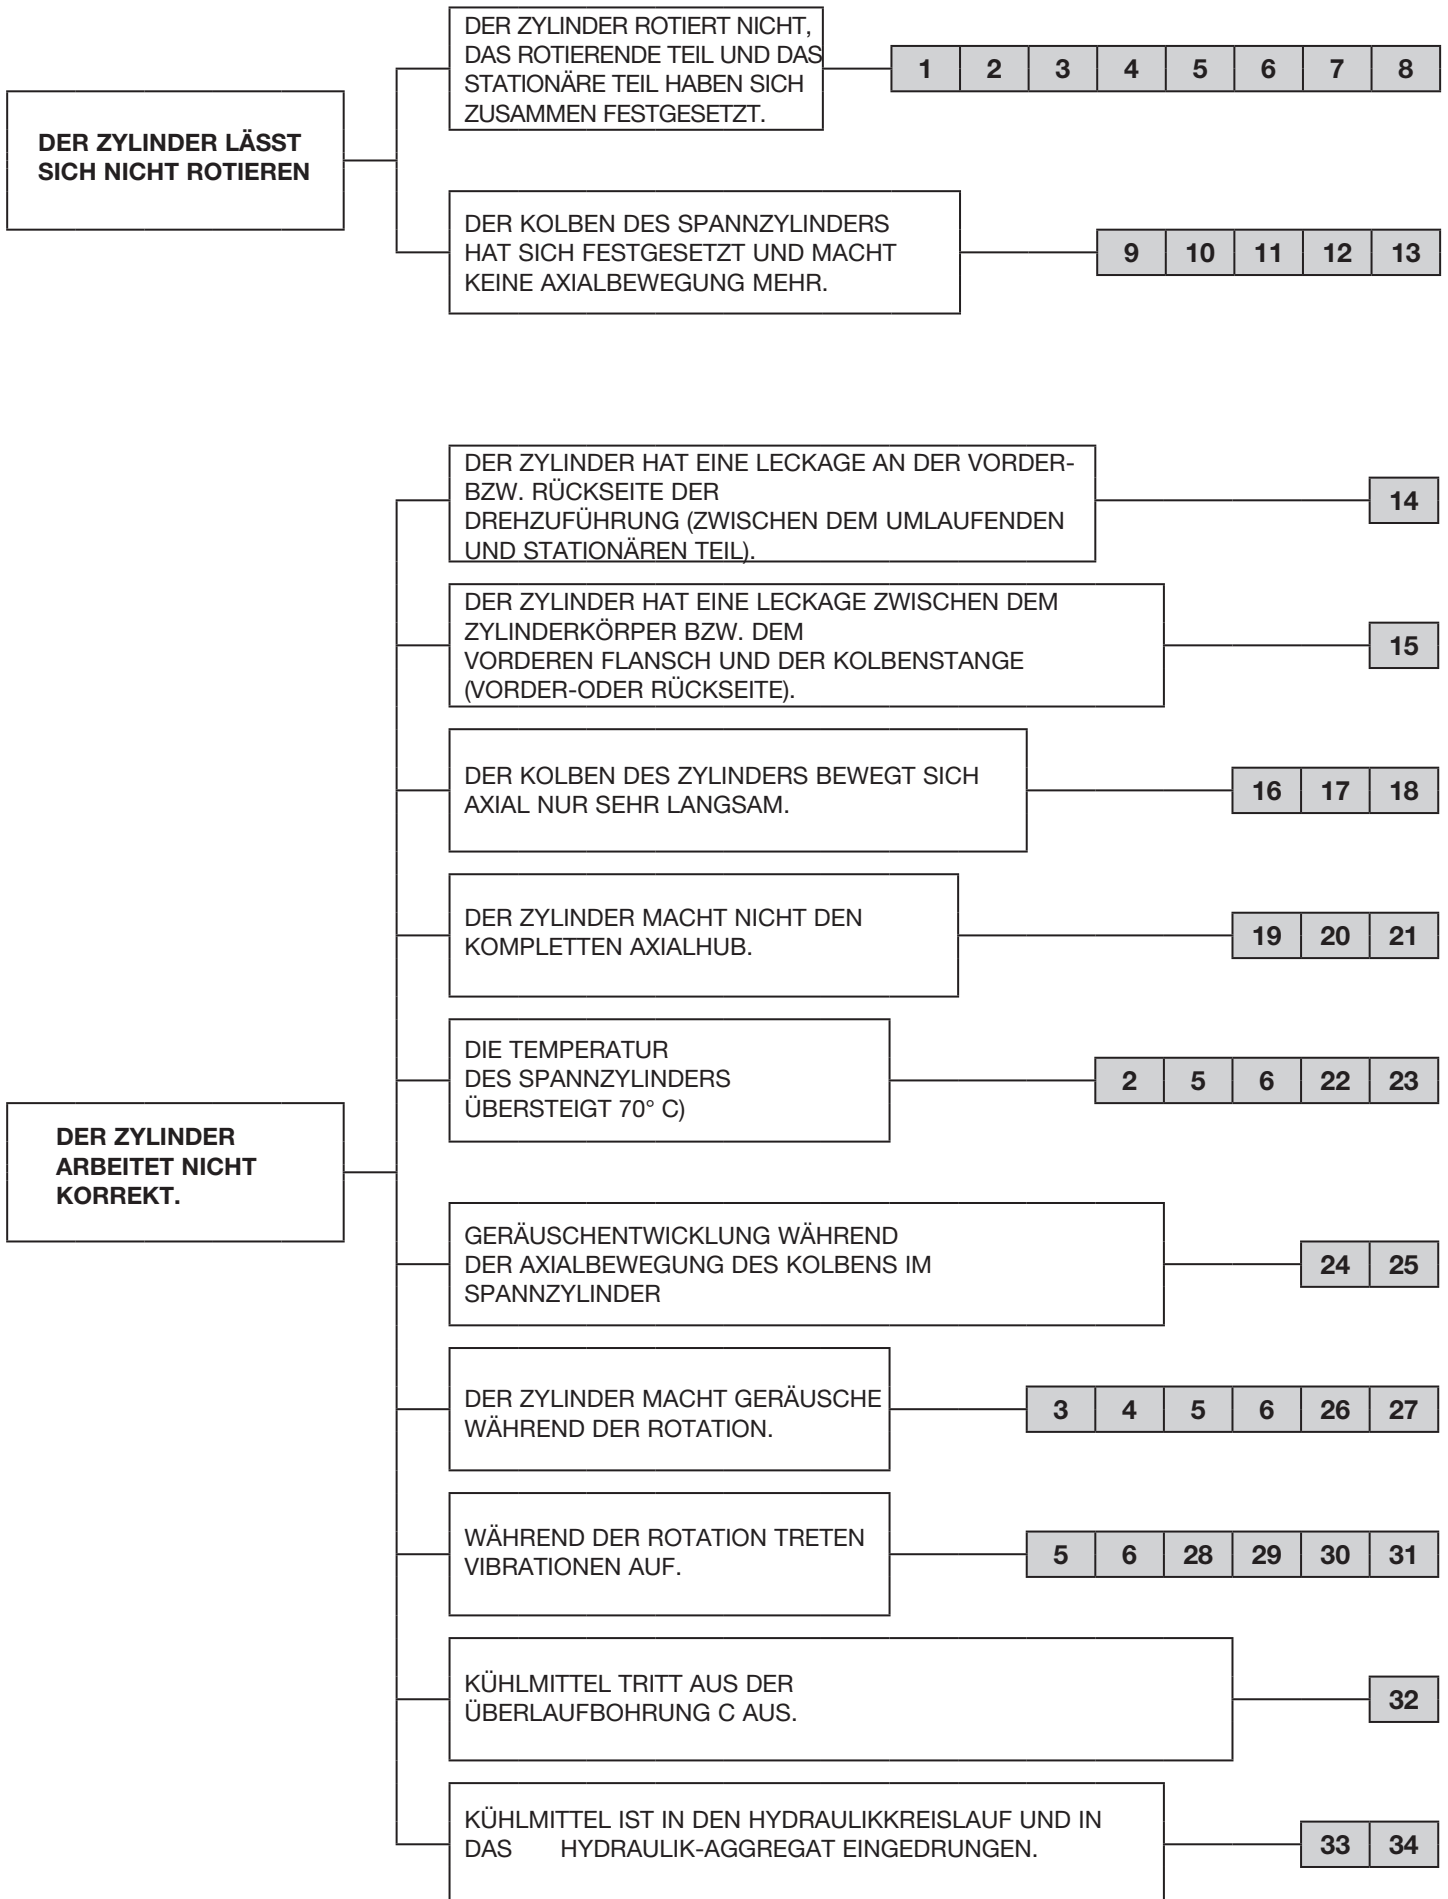 DER ZYLINDER LÄSST
SICH NICHT ROTIEREN
DER ZYLINDER ROTIERT NICHT,
DAS ROTIERENDE TEIL UND DAS
STATIONÄRE TEIL HABEN SICH
ZUSAMMEN FESTGESETZT.
1 2 3 4 5 6 7 8
DER KOLBEN DES SPANNZYLINDERS
HAT SICH FESTGESETZT UND MACHT
KEINE AXIALBEWEGUNG MEHR.
9 10 11 12 13
DER ZYLINDER
ARBEITET NICHT
KORREKT.
DER ZYLINDER HAT EINE LECKAGE AN DER VORDER-
BZW. RÜCKSEITE DER
DREHZUFÜHRUNG (ZWISCHEN DEM UMLAUFENDEN
UND STATIONÄREN TEIL).
14
DER ZYLINDER HAT EINE LECKAGE ZWISCHEN DEM
ZYLINDERKÖRPER BZW. DEM
VORDEREN FLANSCH UND DER KOLBENSTANGE
(VORDER-ODER RÜCKSEITE).
15
DER KOLBEN DES ZYLINDERS BEWEGT SICH
AXIAL NUR SEHR LANGSAM.
16 17 18
DER ZYLINDER MACHT NICHT DEN
KOMPLETTEN AXIALHUB.
19 20 21
DIE TEMPERATUR
DES SPANNZYLINDERS
ÜBERSTEIGT 70° C)
2 5 6 22 23
GERÄUSCHENTWICKLUNG WÄHREND
DER AXIALBEWEGUNG DES KOLBENS IM
SPANNZYLINDER
24 25
DER ZYLINDER MACHT GERÄUSCHE
WÄHREND DER ROTATION.
3 4 5 6 26 27
WÄHREND DER ROTATION TRETEN
VIBRATIONEN AUF.
5 6 28 29 30 31
KÜHLMITTEL TRITT AUS DER
ÜBERLAUFBOHRUNG C AUS.
32
KÜHLMITTEL IST IN DEN HYDRAULIKKREISLAUF UND IN
DAS HYDRAULIK-AGGREGAT EINGEDRUNGEN.
33 34